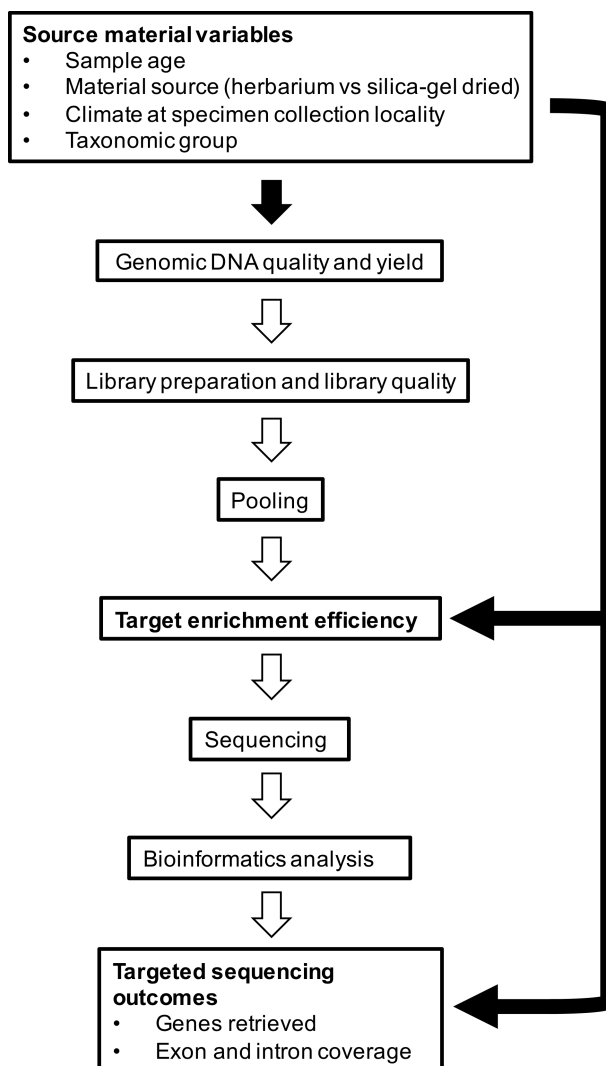 Source material variables
• Sample age
• Material source (herbarium vs silica-gel dried)
• Climate at specimen collection locality
• Taxonomic group
Genomic DNA quality and yield
Library preparation and library quality
Pooling
Target enrichment efficiency
Sequencing
Bioinformatics analysis
Targeted sequencing
outcomes
• Genes retrieved
• Exon and intron coverage